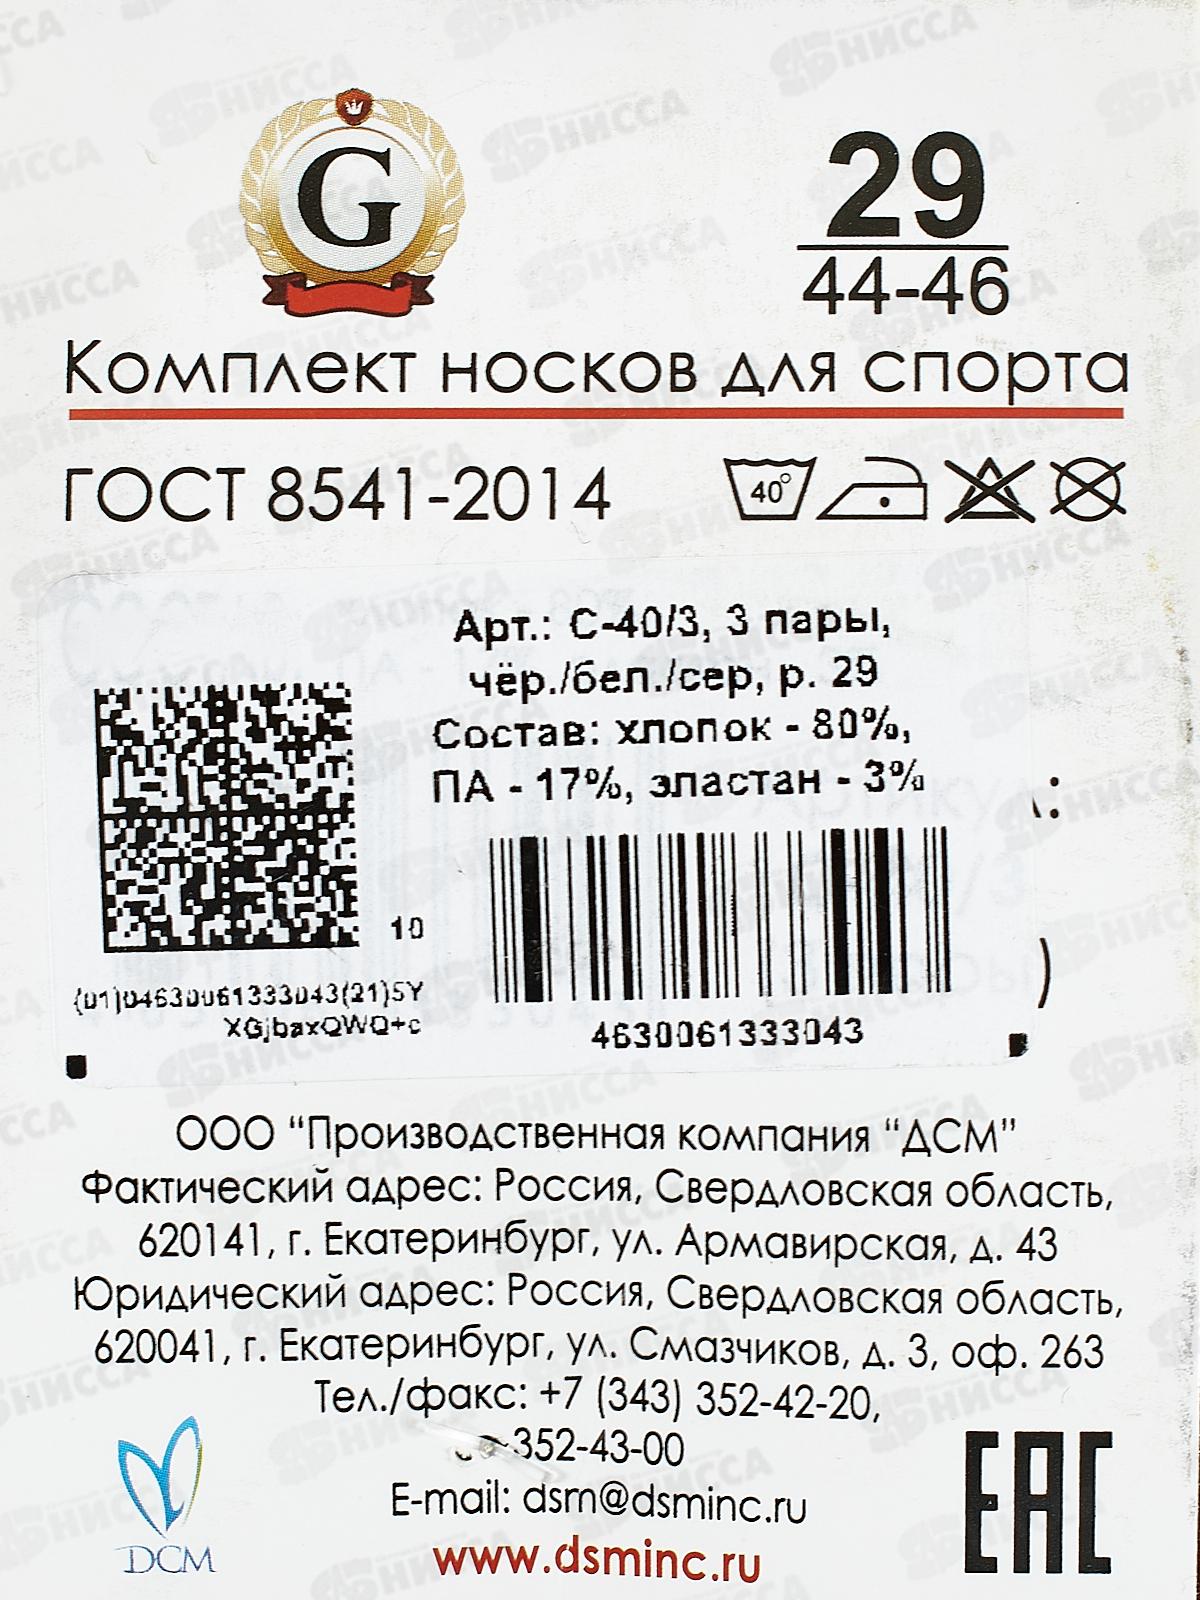 G
29
44-46
Комплект носков для спорта
ГОСТ 8541-2014
40°
Арт.: С-40/3, 3 пары,
чёр./бел./сер, р. 29
Состав: хлопок - 80%,
ПА - 17%, эластан - 3%
10
(01)04630061333043(21)5Y
XGjbaxQWQ+c
4630061333043
ООО “Производственная компания “ДСМ”
Фактический адрес: Россия, Свердловская область,
620141, г. Екатеринбург, ул. Армавирская, д. 43
Юридический адрес: Россия, Свердловская область,
620041, г. Екатеринбург, ул. Смазчиков, д. 3, оф. 263
Тел./факс: +7 (343) 352-42-20,
352-43-00
E-mail: dsm@dsminc.ru
www.dsminc.ru
ДСМ
ЕАС
НИССА